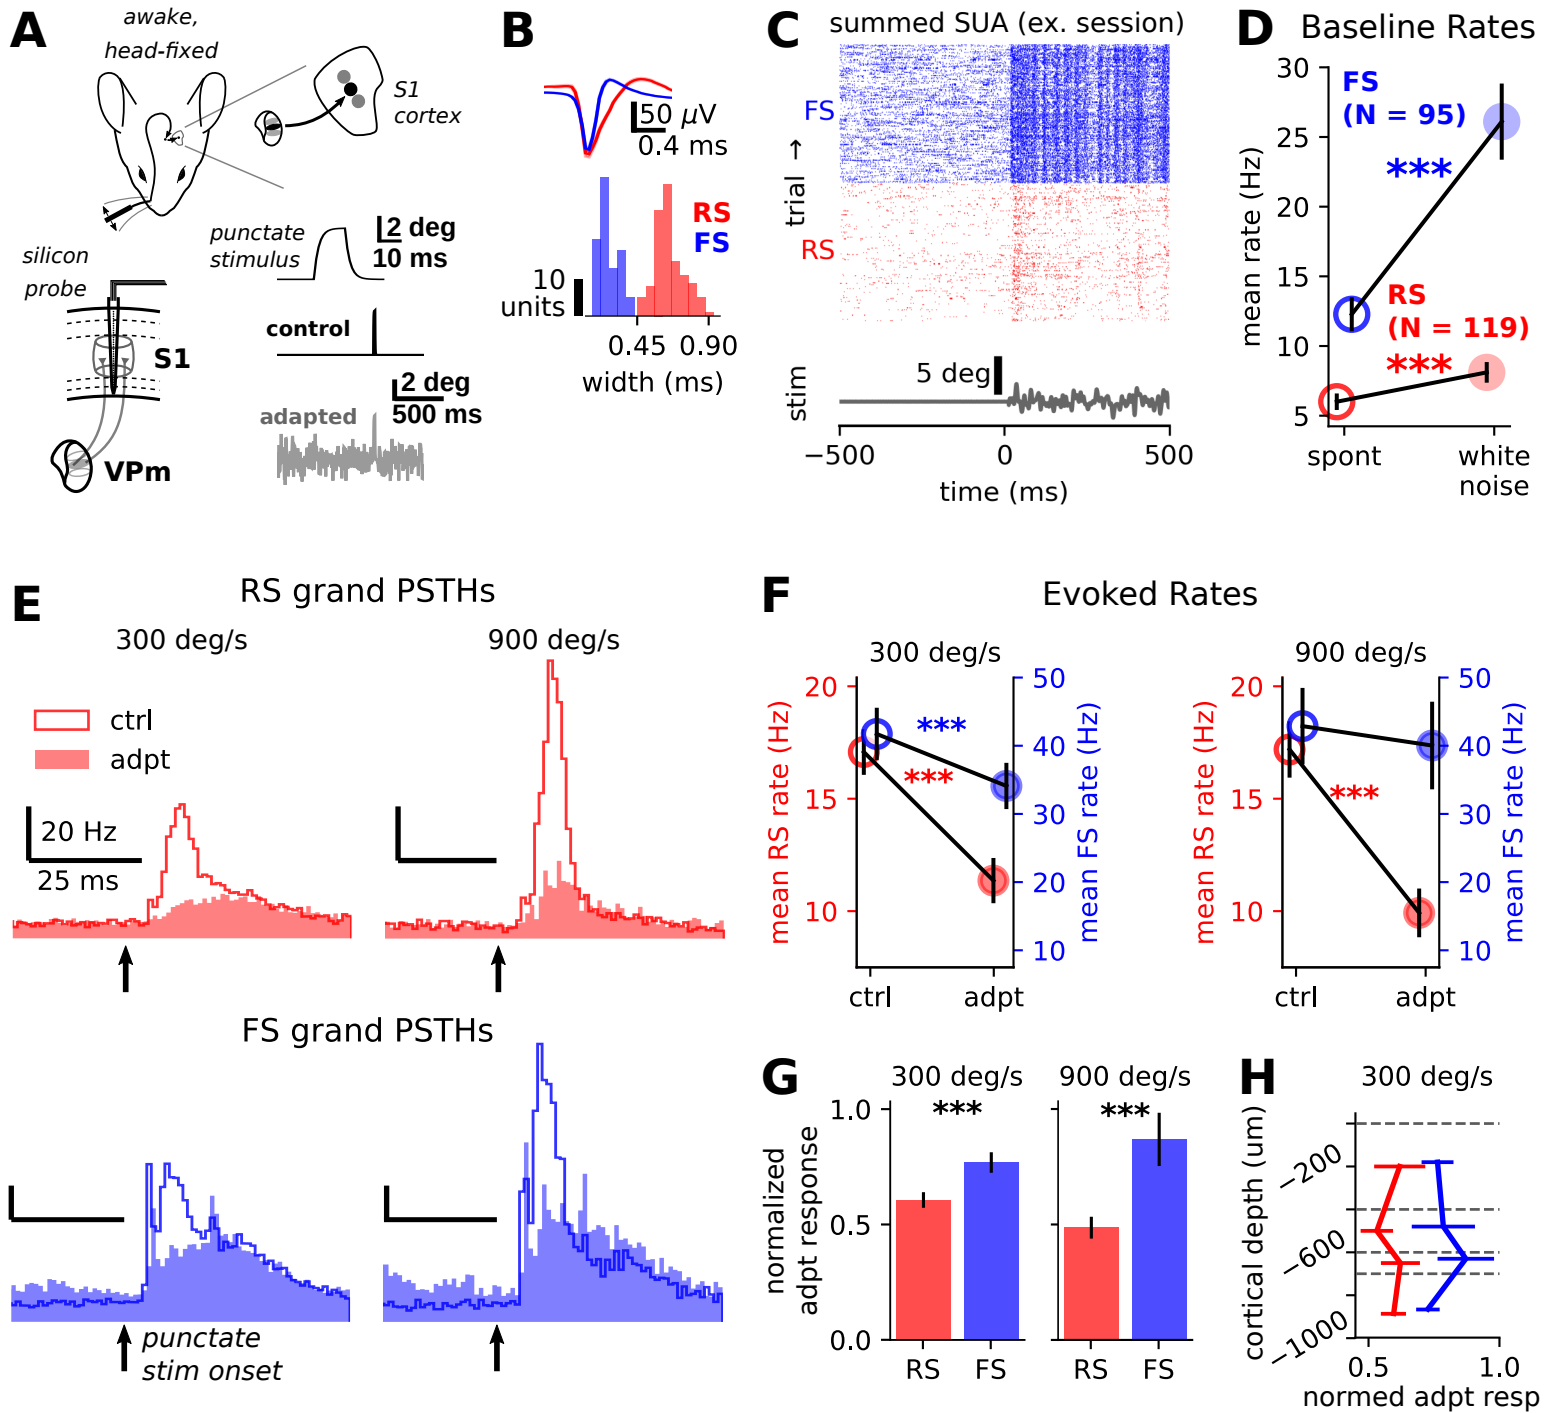 A
awake,
head-fixed
S1
cortex
silicon
probe
S1
VPm
punctate
stimulus
2 deg
10 ms
control
2 deg
500 ms
adapted
B
50 μV
0.4 ms
RS
FS
10
units
0.45
0.90
width (ms)
C
summed SUA (ex. session)
FS
RS
trial →
5 deg
stim
−500
0
500
time (ms)
D
Baseline Rates
mean rate (Hz)
30
25
20
15
10
5
FS
(N = 95)
***
RS
(N = 119)
***
spont
white
noise
E
RS grand PSTHs
300 deg/s
900 deg/s
ctrl
adpt
20 Hz
25 ms
FS grand PSTHs
punctate
stim onset
F
Evoked Rates
300 deg/s
mean RS rate (Hz)
20
15
10
***
***
50
40
30
20
10
mean FS rate (Hz)
ctrl
adpt
900 deg/s
mean RS rate (Hz)
20
15
10
***
50
40
30
20
10
mean FS rate (Hz)
ctrl
adpt
G
300 deg/s
900 deg/s
normalized
adpt response
1.0
0.5
0.0
***
***
RS
FS
RS
FS
H
300 deg/s
cortical depth (um)
−200
−600
−1000
0.5
1.0
normed adpt resp